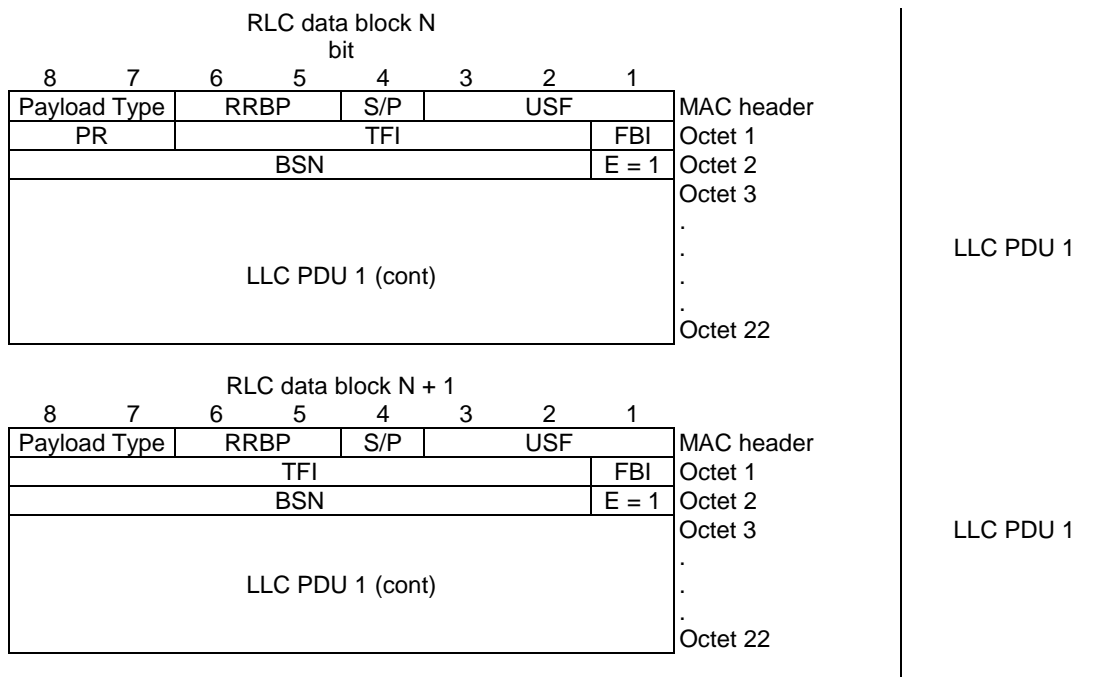 RLC data block N
bit
8 7 6 5 4 3 2 1
Payload Type RRBP S/P USF MAC header
PR TFI FBI Octet 1
BSN E = 1 Octet 2
Octet 3
.
.
LLC PDU 1
LLC PDU 1 (cont)
.
.
Octet 22
RLC data block N + 1
8 7 6 5 4 3 2 1
Payload Type RRBP S/P USF MAC header
TFI FBI Octet 1
BSN E = 1 Octet 2
Octet 3
LLC PDU 1
.
LLC PDU 1 (cont)
.
.
Octet 22